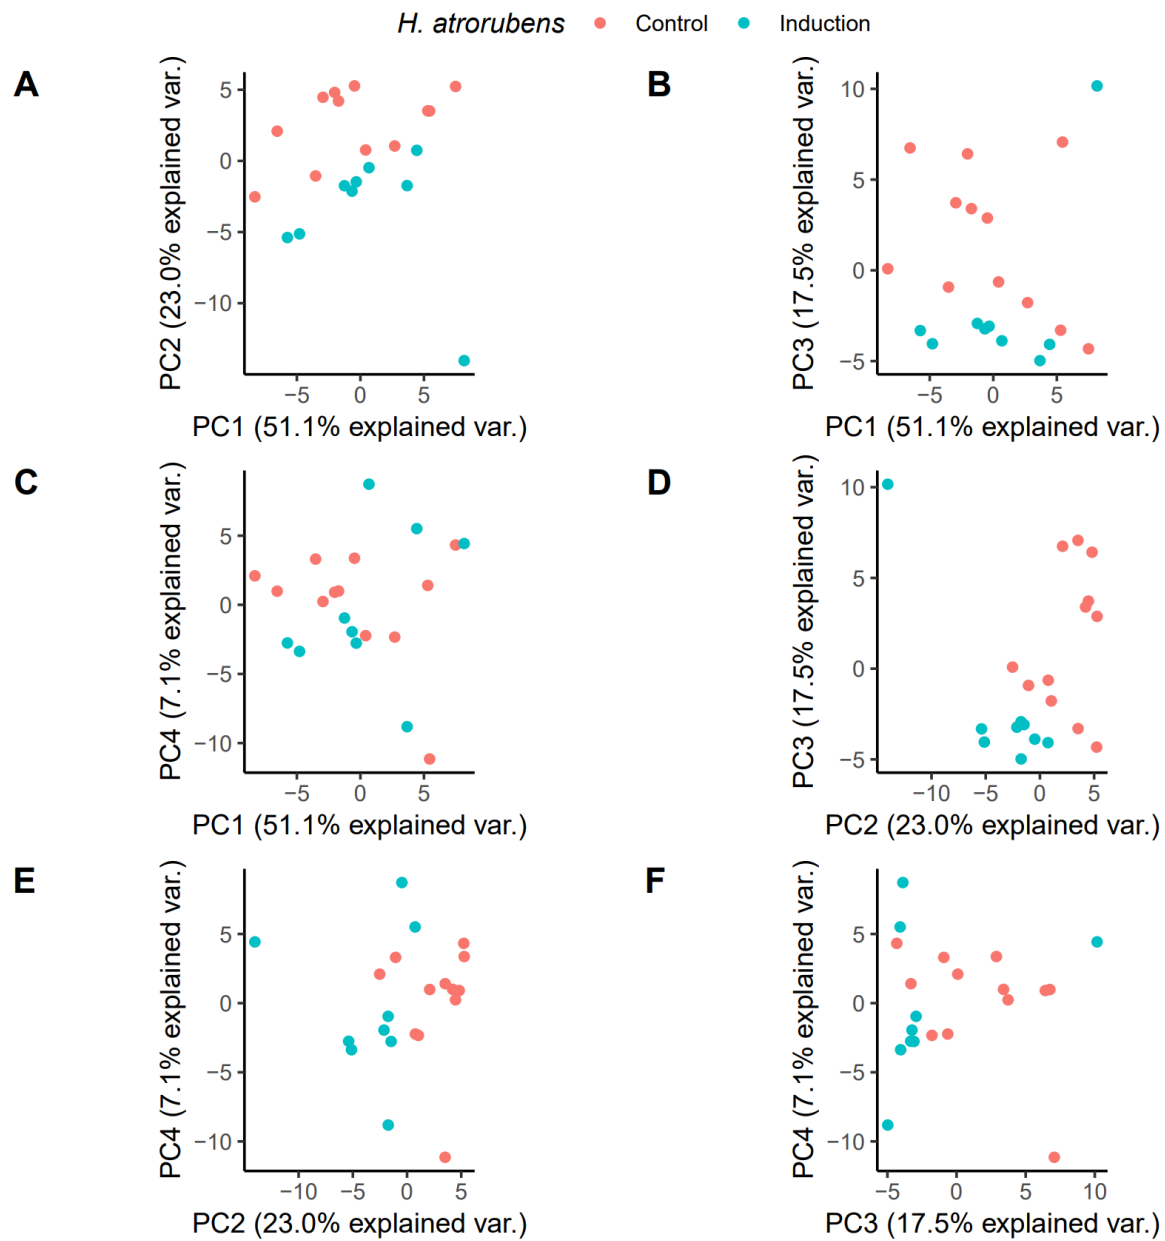 H. atrorubens Control Induction
A
PC2 (23.0% explained var.)
5
0
−5
−10
−5 0 5
PC1 (51.1% explained var.)
B
PC3 (17.5% explained var.)
10
5
0
−5
−5 0 5
PC1 (51.1% explained var.)
C
PC4 (7.1% explained var.)
5
0
−5
−10
−5 0 5
PC1 (51.1% explained var.)
D
PC3 (17.5% explained var.)
10
5
0
−5
−10 −5 0 5
PC2 (23.0% explained var.)
E
PC4 (7.1% explained var.)
5
0
−5
−10
−10 −5 0 5
PC2 (23.0% explained var.)
F
PC4 (7.1% explained var.)
5
0
−5
−10
−5 0 5 10
PC3 (17.5% explained var.)